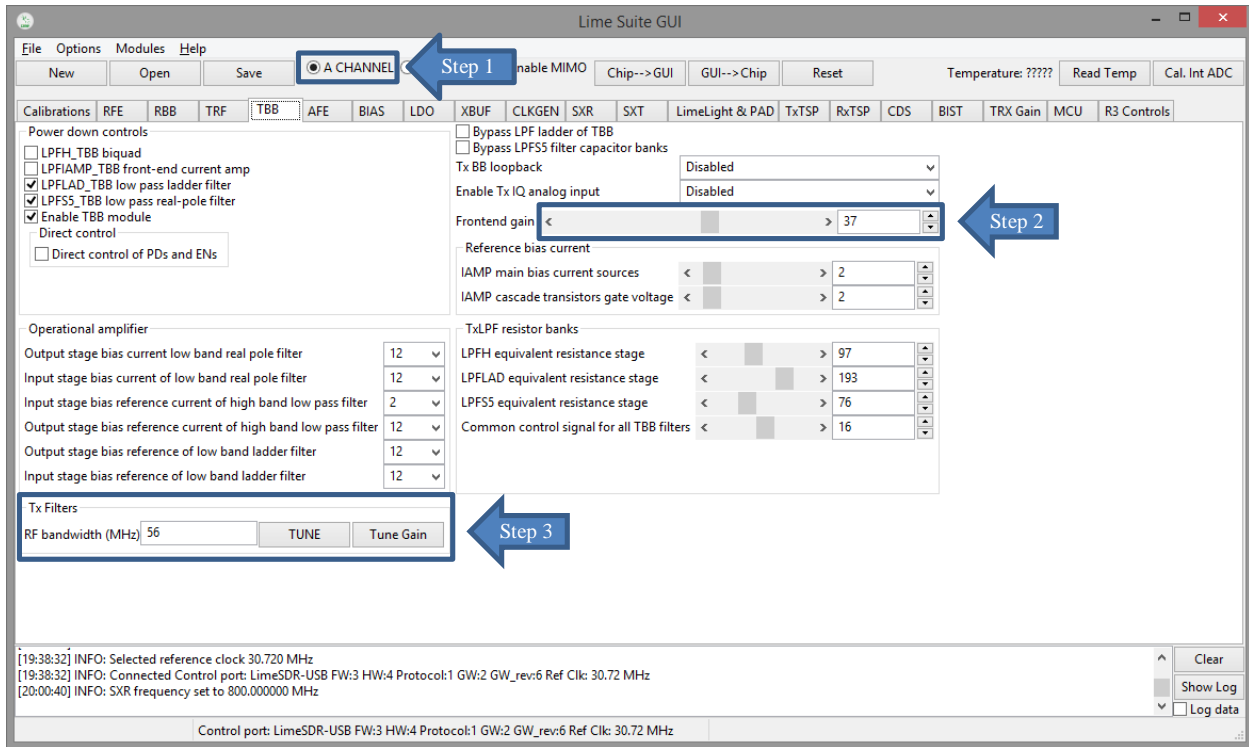 Lime Suite GUI
File Options Modules Help
New Open Save A CHANNEL Step 1 nable MIMO Chip-->GUI GUI-->Chip Reset Temperature: ????? Read Temp Cal. Int ADC
Calibrations RFE RBB TRF TBB AFE BIAS LDO XBUF CLKGEN SXR SXT LimeLight & PAD TxTSP RxTSP CDS BIST TRX Gain MCU R3 Controls
Power down controls
LPFH_TBB biquad
LPFIAMP_TBB front-end current amp
LPFLAD_TBB low pass ladder filter
LPFS5_TBB low pass real-pole filter
Enable TBB module
Direct control
Direct control of PDs and ENs
Bypass LPF ladder of TBB
Bypass LPFS5 filter capacitor banks
Tx BB loopback Disabled
Enable Tx IQ analog input Disabled
Frontend gain < > 37 Step 2
Reference bias current
IAMP main bias current sources < > 2
IAMP cascade transistors gate voltage < > 2
Operational amplifier
Output stage bias current low band real pole filter 12
Input stage bias current of low band real pole filter 12
Input stage bias reference current of high band low pass filter 2
Output stage bias reference current of high band low pass filter 12
Output stage bias reference of low band ladder filter 12
Input stage bias reference of low band ladder filter 12
TxLPF resistor banks
LPFH equivalent resistance stage < > 97
LPFLAD equivalent resistance stage < > 193
LPFS5 equivalent resistance stage < > 76
Common control signal for all TBB filters < > 16
Tx Filters
RF bandwidth (MHz) 56 TUNE Tune Gain Step 3
[19:38:32] INFO: Selected reference clock 30.720 MHz
[19:38:32] INFO: Connected Control port: LimeSDR-USB FW:3 HW:4 Protocol:1 GW:2 GW_rev:6 Ref Clk: 30.72 MHz
[20:00:40] INFO: SXR frequency set to 800.000000 MHz
Clear
Show Log
Log data
Control port: LimeSDR-USB FW:3 HW:4 Protocol:1 GW:2 GW_rev:6 Ref Clk: 30.72 MHz